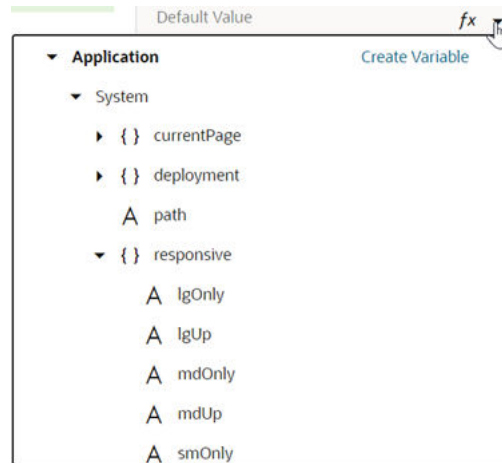 Default Value fx
Application Create Variable
System
{ } currentPage
{ } deployment
A path
{ } responsive
A lgOnly
A lgUp
A mdOnly
A mdUp
A smOnly